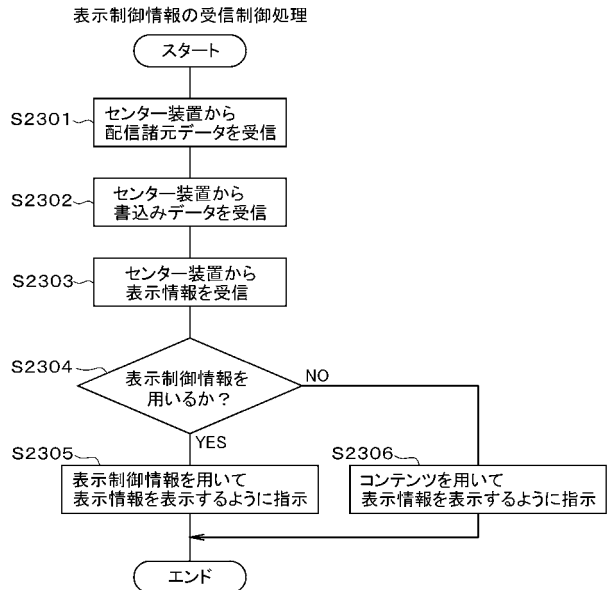 表示制御情報の受信制御処理
スタート
S2301
センター装置から
配信諸元データを受信
S2302
センター装置から
書込みデータを受信
S2303
センター装置から
表示情報を受信
S2304
表示制御情報を
用いるか？
NO
YES
S2305
表示制御情報を用いて
表示情報を表示するように指示
S2306
コンテンツを用いて
表示情報を表示するように指示
エンド